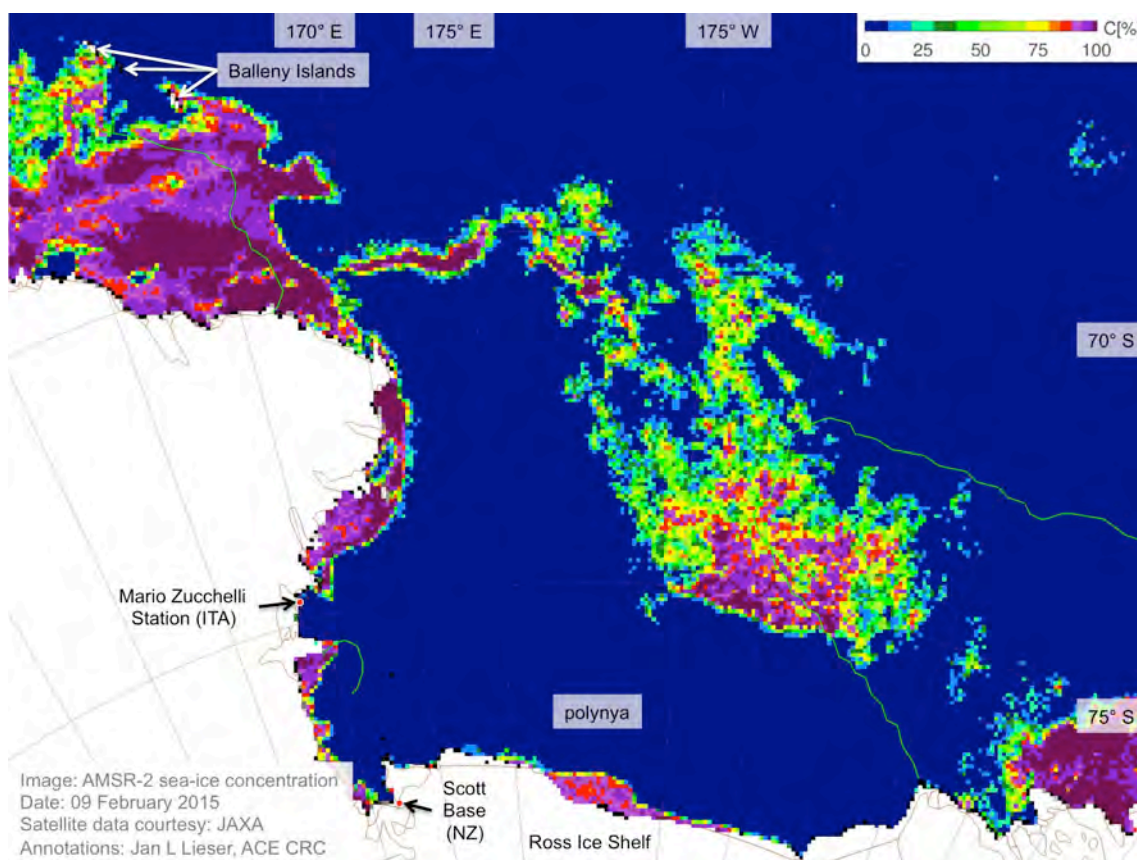 170° E
175° E
175° W
C[%
0 25 50 75 100
Balleny Islands
70° S
Mario Zucchelli
Station (ITA)
polynya
75° S
Image: AMSR-2 sea-ice concentration
Date: 09 February 2015
Satellite data courtesy: JAXA
Annotations: Jan L Lieser, ACE CRC
Scott
Base
(NZ)
Ross Ice Shelf